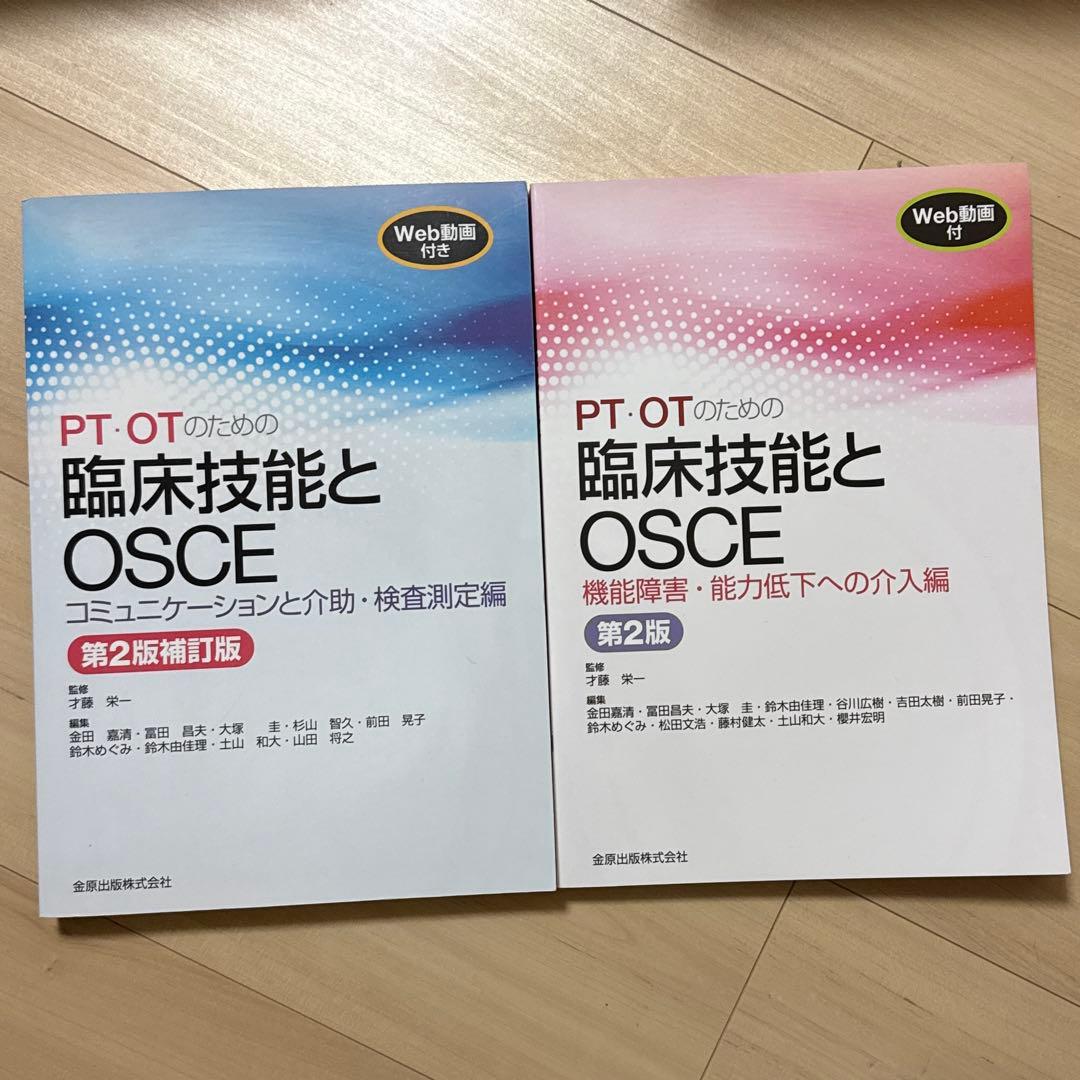 Web動画
付き
PT・OTのための
臨床技能と
OSCE
コミュニケーションと介助・検査測定編
第2版補訂版
監修
才藤 栄一
編集
金田 嘉清・冨田 昌夫・大塚 圭・杉山 智久・前田 晃子
鈴木めぐみ・鈴木由佳理・土山 和大・山田 将之
金原出版株式会社
Web動画
付
PT・OTのための
臨床技能と
OSCE
機能障害・能力低下への介入編
第2版
監修
才藤 栄一
編集
金田嘉清・冨田昌夫・大塚 圭・鈴木由佳理・谷川広樹・吉田太樹・前田晃子・
鈴木めぐみ・松田文浩・藤村健太・土山和大・櫻井宏明
金原出版株式会社